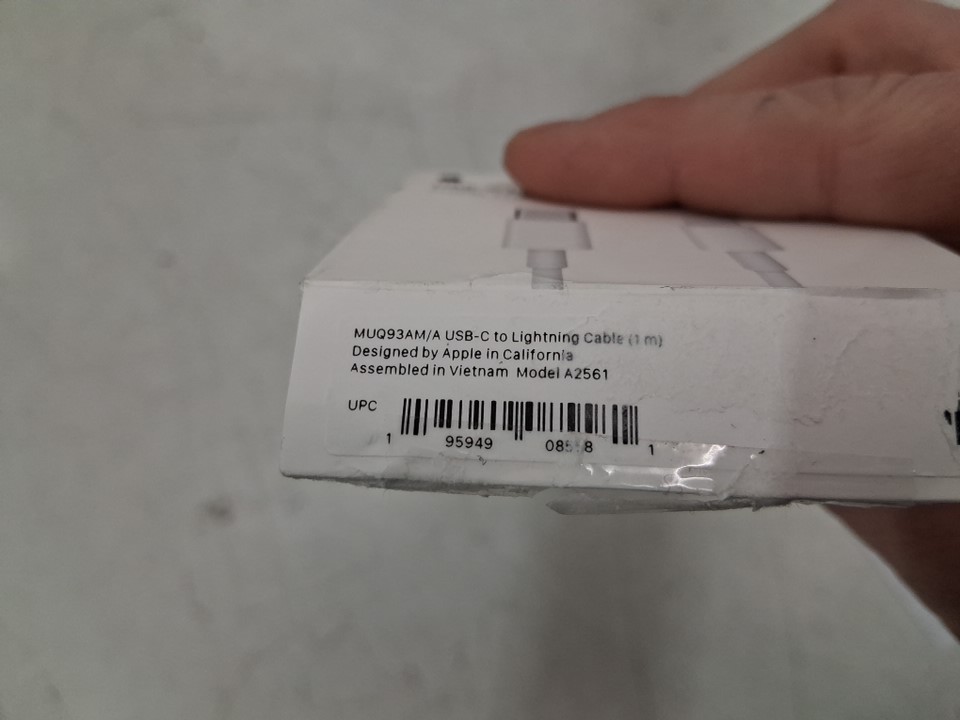 MUQ93AM/A USB-C to Lightning Cable (1 m)
Designed by Apple in California
Assembled in Vietnam Model A2561
UPC
1 95949 1